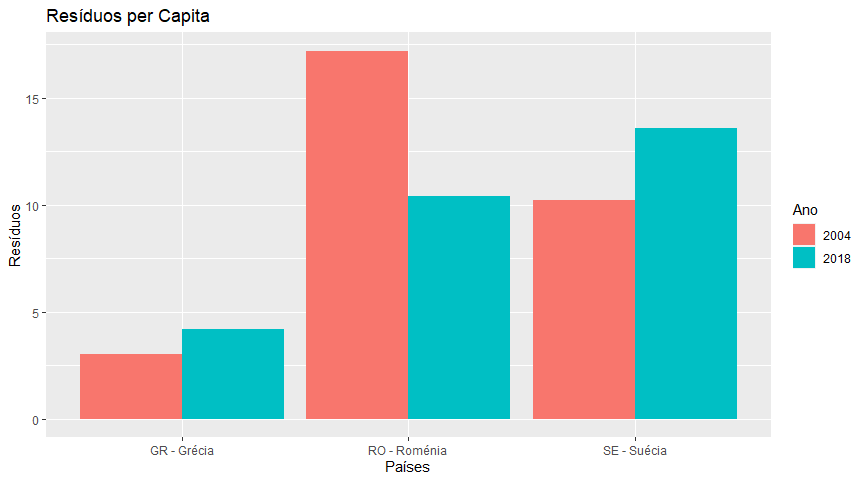 Resíduos per Capita
Resíduos
15
10
5
0
GR - Grécia
RO - Roménia
SE - Suécia
Países
Ano
2004
2018